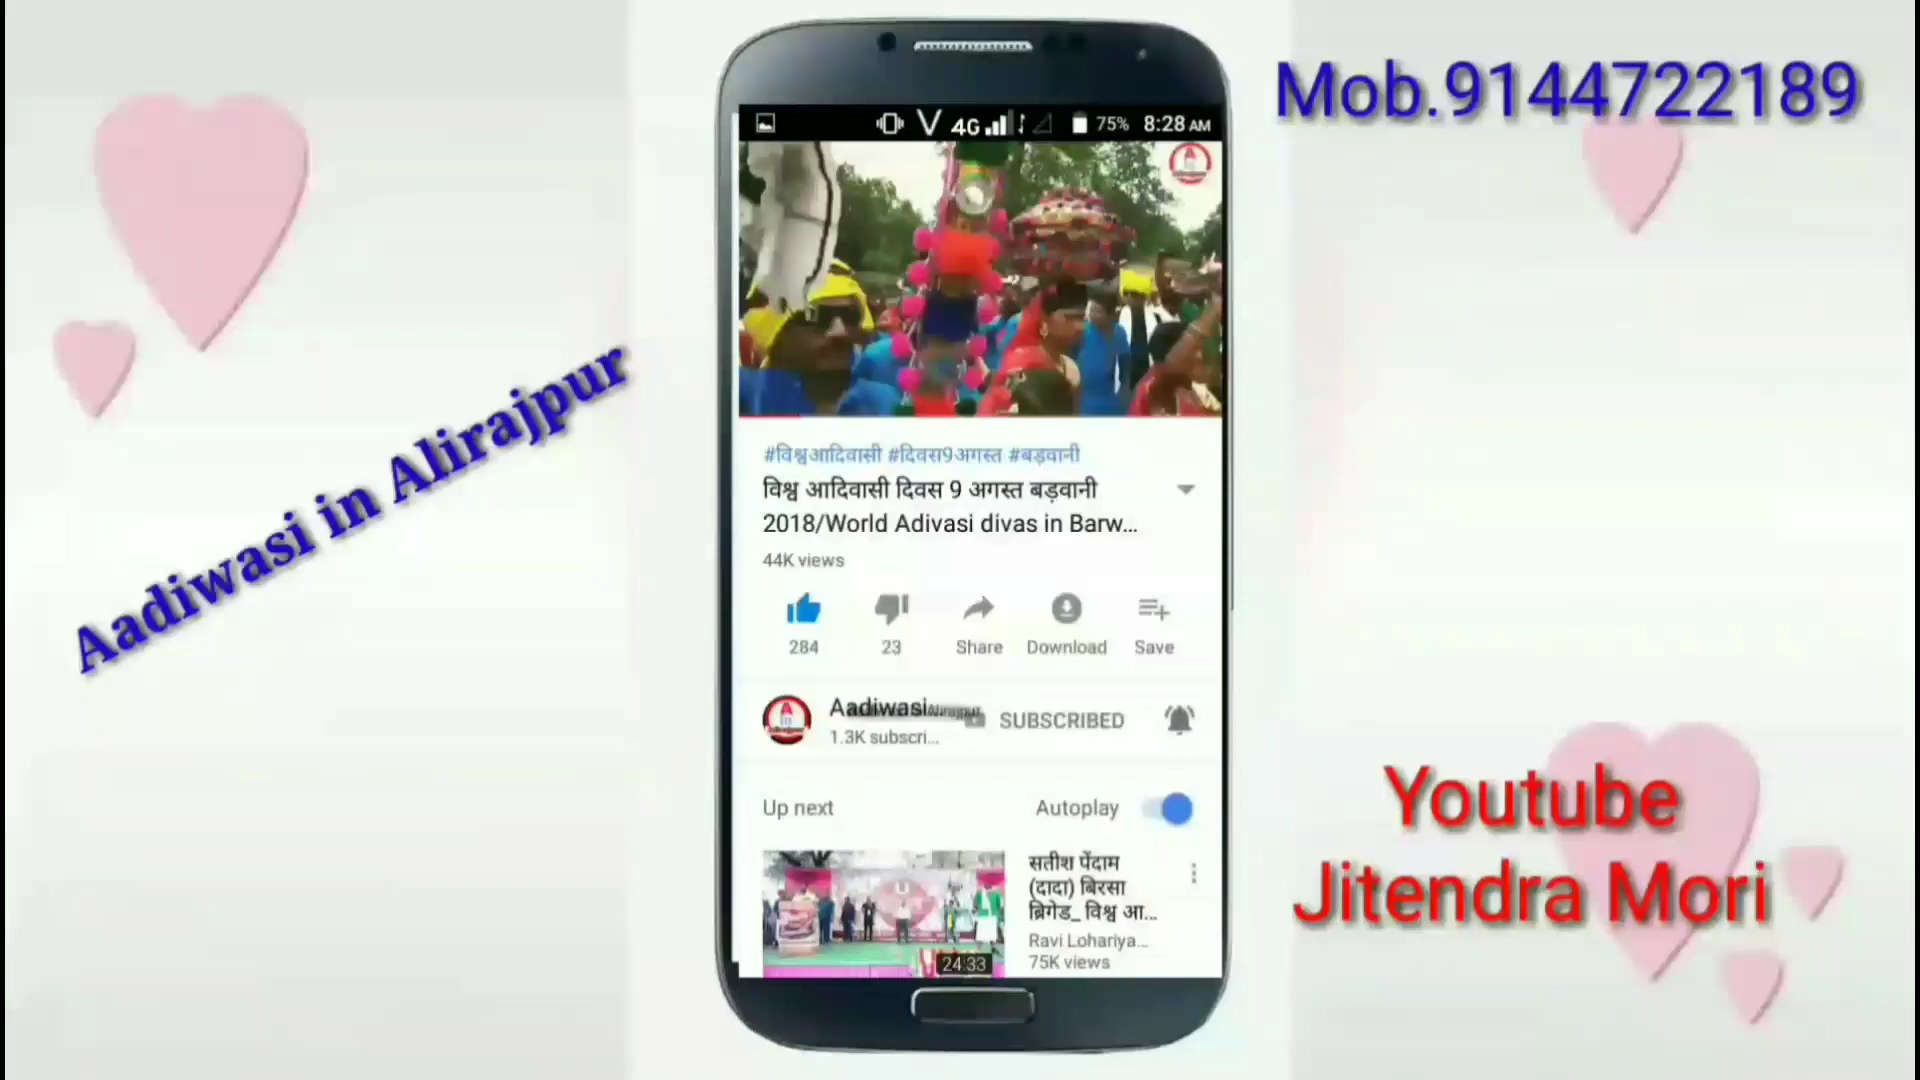 Mob.9144722189
Aadiwasi in Alirajpur
4G 75% 8:28 AM
#विश्वआदिवासी #दिवस9अगस्त #बड़वानी
विश्व आदिवासी दिवस 9 अगस्त बड़वानी
2018/World Adivasi divas in Barw...
44K views
284
23
Share
Download
Save
Aadiwasi
1.3K subscri...
SUBSCRIBED
Up next
Autoplay
सतीश पेंदाम
(दादा) बिरसा
ब्रिगेड_ विश्व आ...
Ravi Lohariya...
75K views
24:33
Youtube
Jitendra Mori